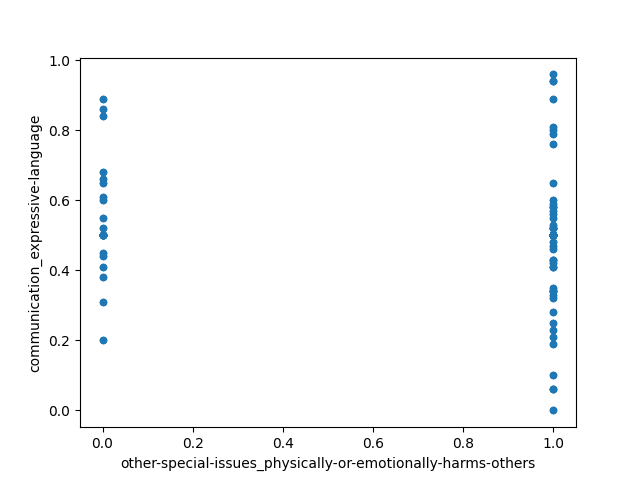 1.0
0.8
0.6
0.4
0.2
0.0
communication_expressive-language
0.0 0.2 0.4 0.6 0.8 1.0
other-special-issues_physically-or-emotionally-harms-others